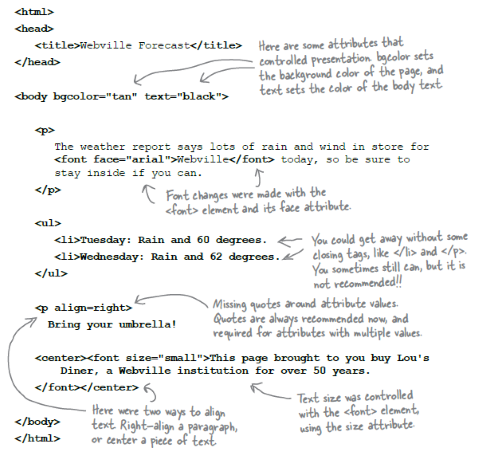 <html>
<head>
<title>Webville Forecast</title>
</head>
Here are some attributes that
controlled presentation. bgcolor sets
the background color of the page, and
text sets the color of the body text.
<body bgcolor="tan" text="black">
<p>
The weather report says lots of rain and wind in store for
<font face="arial">Webville</font> today, so be sure to
stay inside if you can.
</p>
Font changes were made with the
<font> element and its face attribute.
<ul>
<li>Tuesday: Rain and 60 degrees.
<li>Wednesday: Rain and 62 degrees.
</ul>
You could get away without some
closing tags, like </li> and </p>.
You sometimes still can, but it is
not recommended!!
<p align=right>
Bring your umbrella!
Missing quotes around attribute values.
Quotes are always recommended now, and
required for attributes with multiple values.
<center><font size="small">This page brought to you buy Lou's
Diner, a Webville institution for over 50 years.
</font></center>
Here were two ways to align
text. Right-align a paragraph,
or center a piece of text.
Text size was controlled
with the <font> element,
using the size attribute.
</body>
</html>